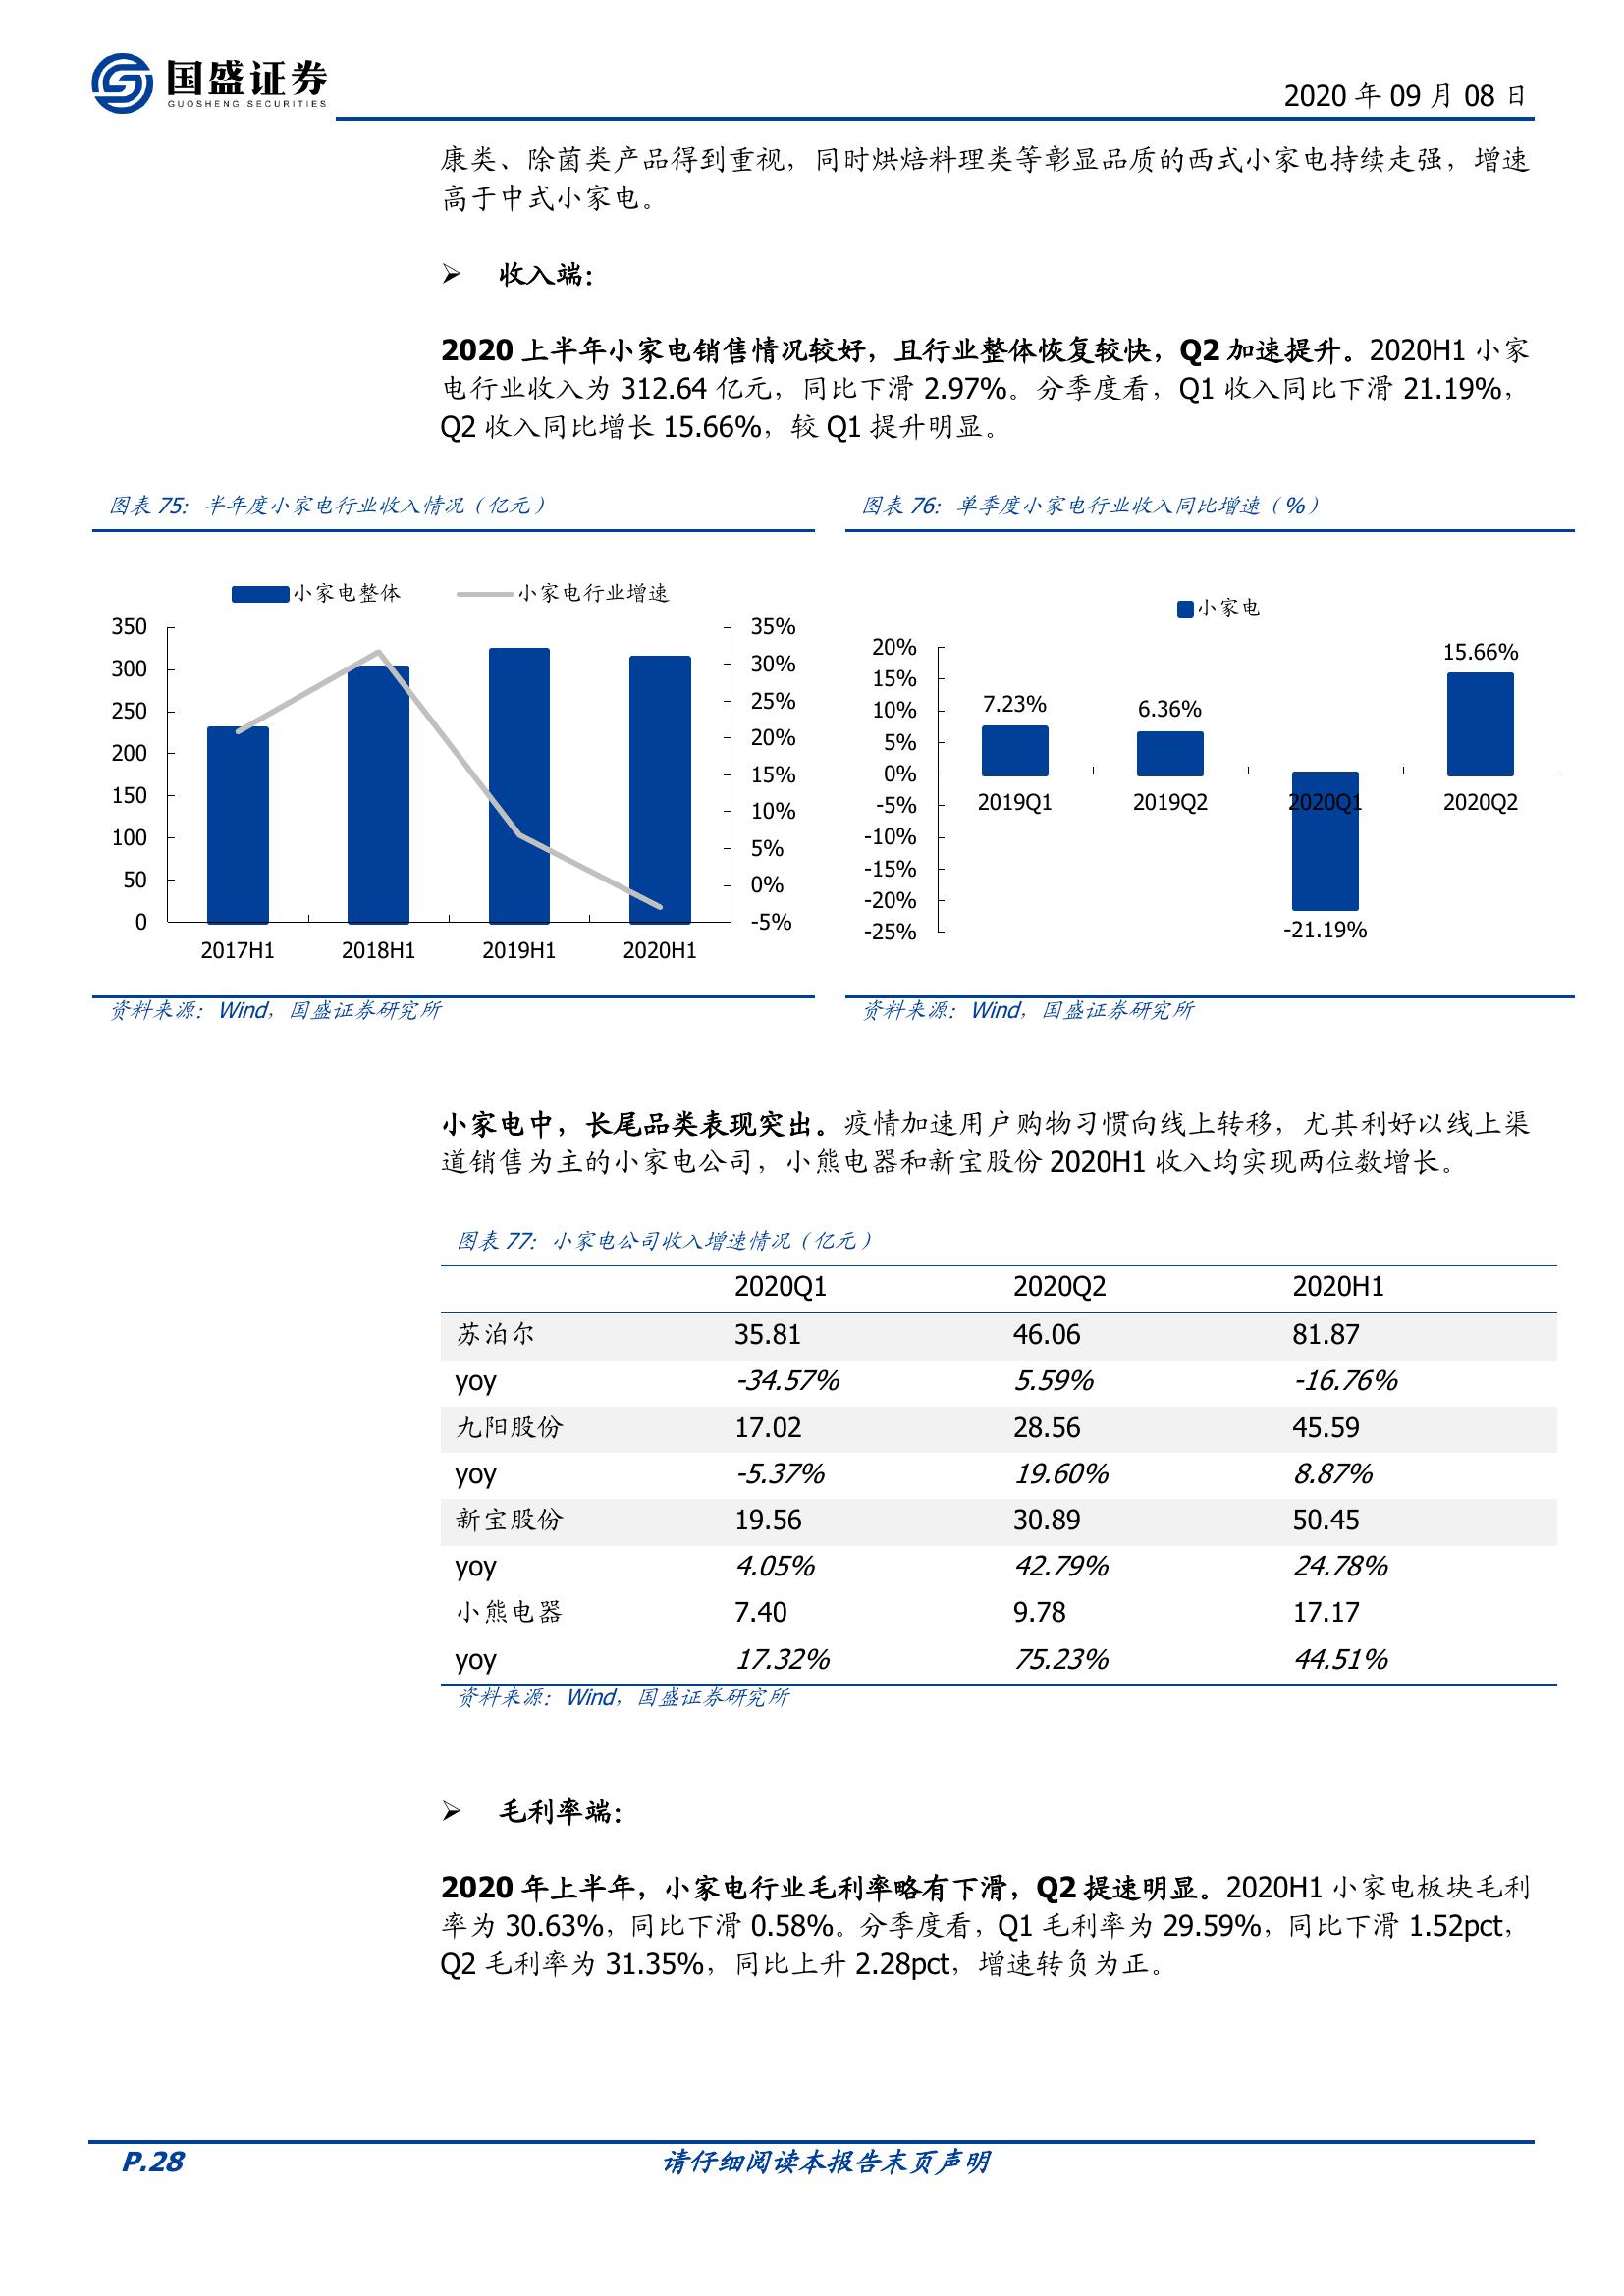 国盛证券
GUOSHENG SECURITIES
2020 年 09 月 08 日
康类、除菌类产品得到重视，同时烘焙料理类等彰显品质的西式小家电持续走强，增速
高于中式小家电。
收入端：
2020 上半年小家电销售情况较好，且行业整体恢复较快，Q2 加速提升。2020H1 小家
电行业收入为 312.64 亿元，同比下滑 2.97%。分季度看，Q1 收入同比下滑 21.19%，
Q2 收入同比增长 15.66%，较 Q1 提升明显。
图表 75：半年度小家电行业收入情况（亿元）
小家电整体 小家电行业增速
350
300
250
200
150
100
50
0
35%
30%
25%
20%
15%
10%
5%
0%
-5%
2017H1 2018H1 2019H1 2020H1
资料来源：Wind，国盛证券研究所
图表 76：单季度小家电行业收入同比增速（%）
小家电
20%
15%
10%
5%
0%
-5%
-10%
-15%
-20%
-25%
7.23% 6.36% -21.19% 15.66%
2019Q1 2019Q2 2020Q1 2020Q2
资料来源：Wind，国盛证券研究所
小家电中，长尾品类表现突出。疫情加速用户购物习惯向线上转移，尤其利好以线上渠
道销售为主的小家电公司，小熊电器和新宝股份 2020H1 收入均实现两位数增长。
图表 77：小家电公司收入增速情况（亿元）
2020Q1 2020Q2 2020H1
苏泊尔 35.81 46.06 81.87
yoy -34.57% 5.59% -16.76%
九阳股份 17.02 28.56 45.59
yoy -5.37% 19.60% 8.87%
新宝股份 19.56 30.89 50.45
yoy 4.05% 42.79% 24.78%
小熊电器 7.40 9.78 17.17
yoy 17.32% 75.23% 44.51%
资料来源：Wind，国盛证券研究所
毛利率端：
2020 年上半年，小家电行业毛利率略有下滑，Q2 提速明显。2020H1 小家电板块毛利
率为 30.63%，同比下滑 0.58%。分季度看，Q1 毛利率为 29.59%，同比下滑 1.52pct，
Q2 毛利率为 31.35%，同比上升 2.28pct，增速转负为正。
P.28
请仔细阅读本报告末页声明